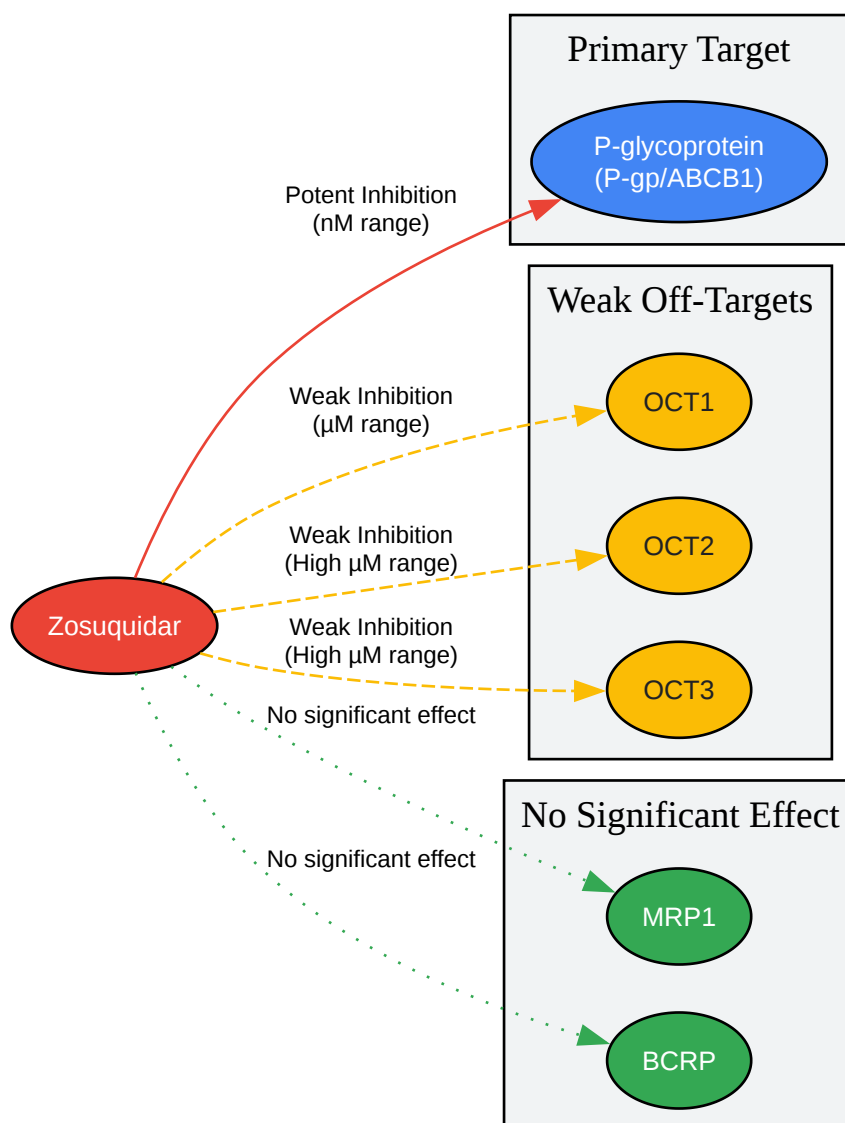 Primary Target
P-glycoprotein
(P-gp/ABCB1)
Potent Inhibition
(nM range)
Weak Off-Targets
OCT1
Weak Inhibition
(µM range)
OCT2
Weak Inhibition
(High µM range)
Zosuquidar
Weak Inhibition
(High µM range)
OCT3
No significant effect
No Significant Effect
No significant effect
MRP1
BCRP